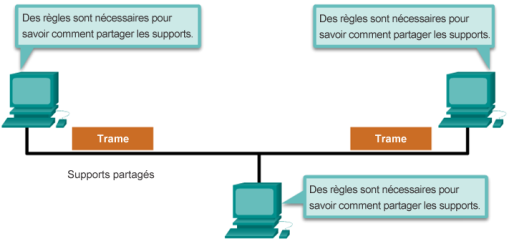 Des règles sont nécessaires pour
savoir comment partager les supports.
Des règles sont nécessaires pour
savoir comment partager les supports.
Trame
Trame
Supports partagés
Des règles sont nécessaires pour
savoir comment partager les supports.